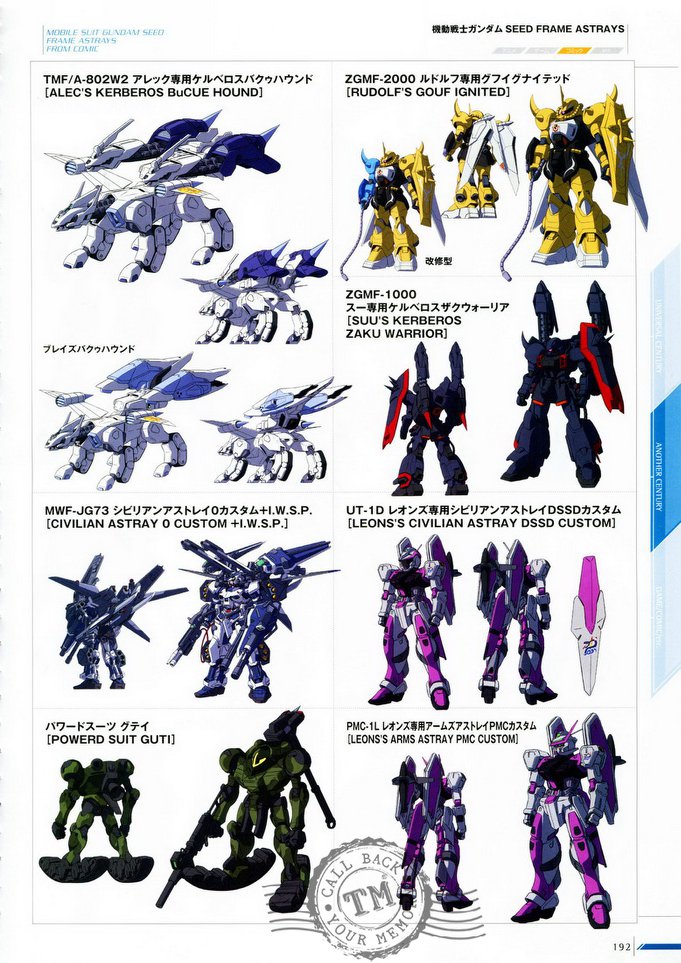 MOBILE SUIT GUNDAM SEED
FRAME ASTRAYS
FROM COMIC
機動戦士ガンダム SEED FRAME ASTRAYS
TMF/A-802W2 アレック専用ケルベロスバクゥハウンド
[ALEC'S KERBEROS BuCUE HOUND]
ブレイズバクゥハウンド
ZGMF-2000 ルドルフ専用グフイグナイテッド
[RUDOLF'S GOUF IGNITED]
改修型
ZGMF-1000
スー専用ケルベロスザクウォーリア
[SUU'S KERBEROS
ZAKU WARRIOR]
MWF-JG73 シビリアンアストレイ0カスタム+I.W.S.P.
[CIVILIAN ASTRAY 0 CUSTOM +I.W.S.P.]
UT-1D レオンズ専用シビリアンアストレイDSSDカスタム
[LEONS'S CIVILIAN ASTRAY DSSD CUSTOM]
パワードスーツ グティ
[POWERD SUIT GUTI]
PMC-1L レオンズ専用アームズアストレイPMCカスタム
[LEONS'S ARMS ASTRAY PMC CUSTOM]
UNIVERSAL CENTURY
ANOTHER CENTURY
CALL BACK
TM
YOUR MEMO
192